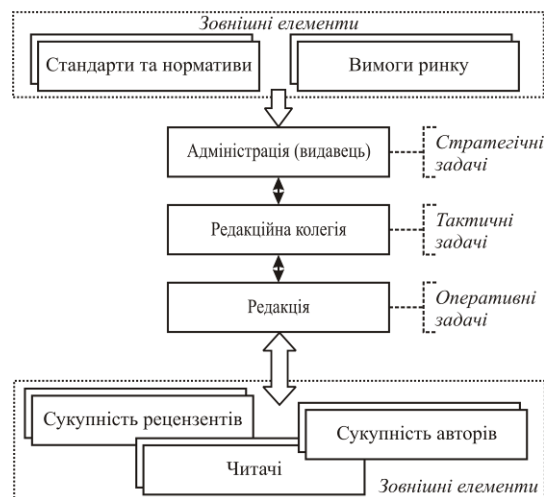 Зовнішні елементи
Стандарти та нормативи
Вимоги ринку
Адміністрація (видавець)
Стратегічні
задачі
Редакційна колегія
Тактичні
задачі
Редакція
Оперативні
задачі
Сукупність рецензентів
Сукупність авторів
Читачі
Зовнішні елементи